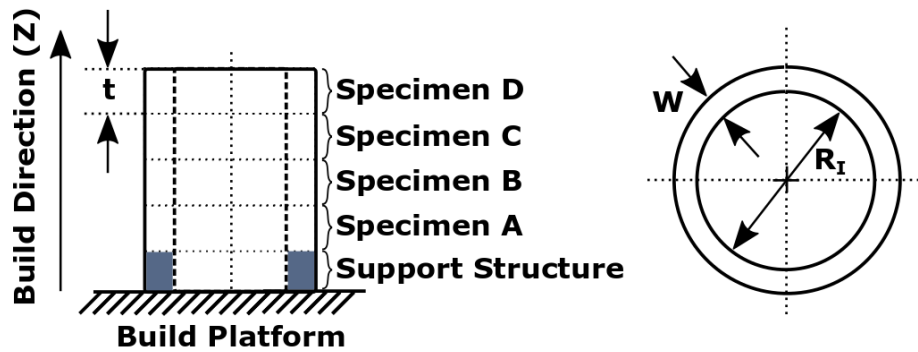 Build Direction (Z)
t
Specimen D
Specimen C
Specimen B
Specimen A
Support Structure
Build Platform
W
R_I